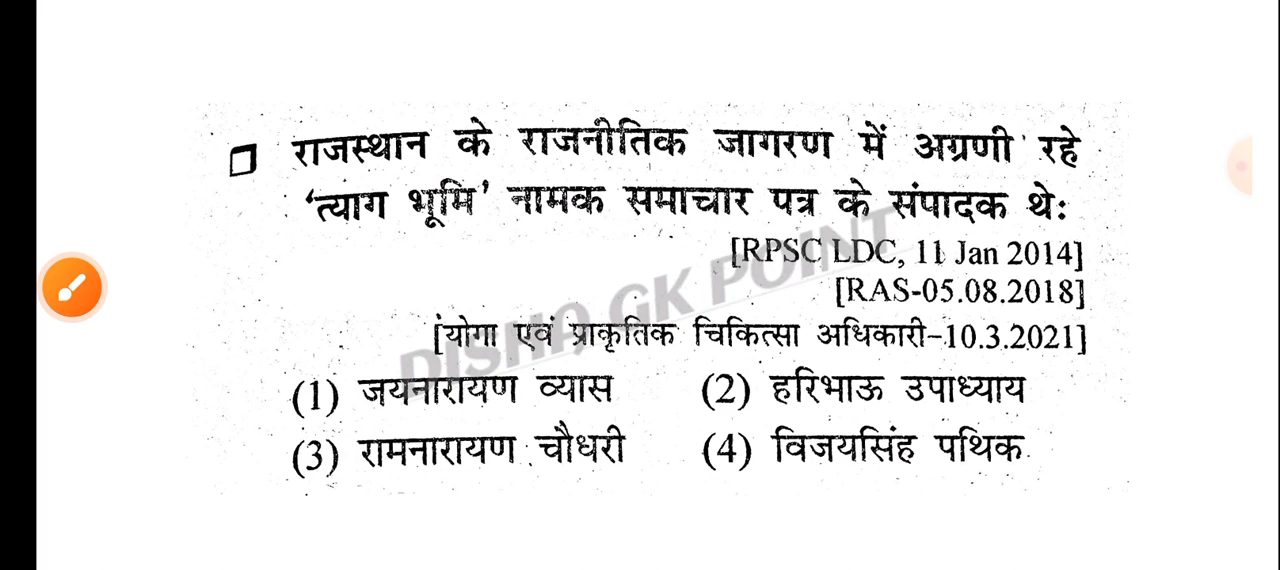 राजस्थान के राजनीतिक जागरण में अग्रणी रहे
‘त्याग भूमि’ नामक समाचार पत्र के संपादक थे:
[RPSC LDC, 11 Jan 2014]
[RAS-05.08.2018]
[योगा एवं प्राकृतिक चिकित्सा अधिकारी-10.3.2021]
DISHA GK POINT
(1) जयनारायण व्यास (2) हरिभाऊ उपाध्याय
(3) रामनारायण चौधरी (4) विजयसिंह पथिक